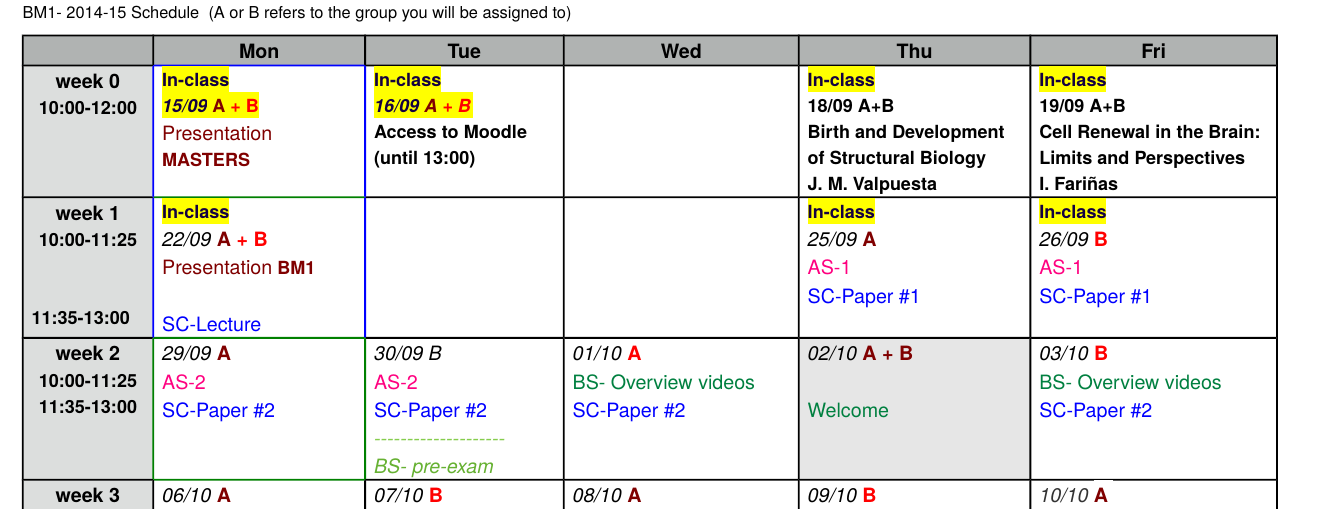 BM1- 2014-15 Schedule (A or B refers to the group you will be assigned to)
Mon Tue Wed Thu Fri
week 0
10:00-12:00
In-class
15/09 A + B
Presentation
MASTERS
In-class
16/09 A + B
Access to Moodle
(until 13:00)
In-class
18/09 A+B
Birth and Development
of Structural Biology
J. M. Valpuesta
In-class
19/09 A+B
Cell Renewal in the Brain:
Limits and Perspectives
I. Fariñas
week 1
10:00-11:25
11:35-13:00
In-class
22/09 A + B
Presentation BM1
SC-Lecture
In-class
25/09 A
AS-1
SC-Paper #1
In-class
26/09 B
AS-1
SC-Paper #1
week 2
10:00-11:25
11:35-13:00
29/09 A
AS-2
SC-Paper #2
30/09 B
AS-2
SC-Paper #2
---------------------
BS- pre-exam
01/10 A
BS- Overview videos
SC-Paper #2
02/10 A + B
Welcome
03/10 B
BS- Overview videos
SC-Paper #2
week 3
06/10 A
07/10 B
08/10 A
09/10 B
10/10 A